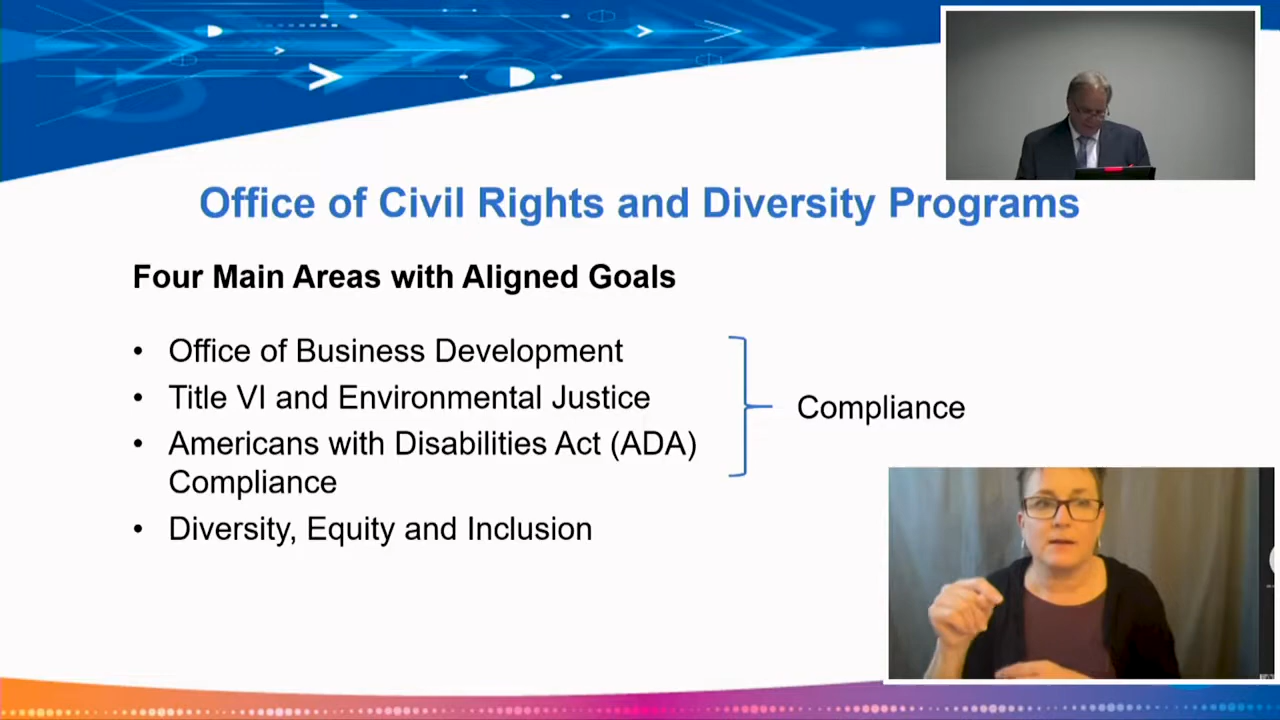 Office of Civil Rights and Diversity Programs
Four Main Areas with Aligned Goals
• Office of Business Development
• Title VI and Environmental Justice
• Americans with Disabilities Act (ADA)
Compliance
• Diversity, Equity and Inclusion
Compliance